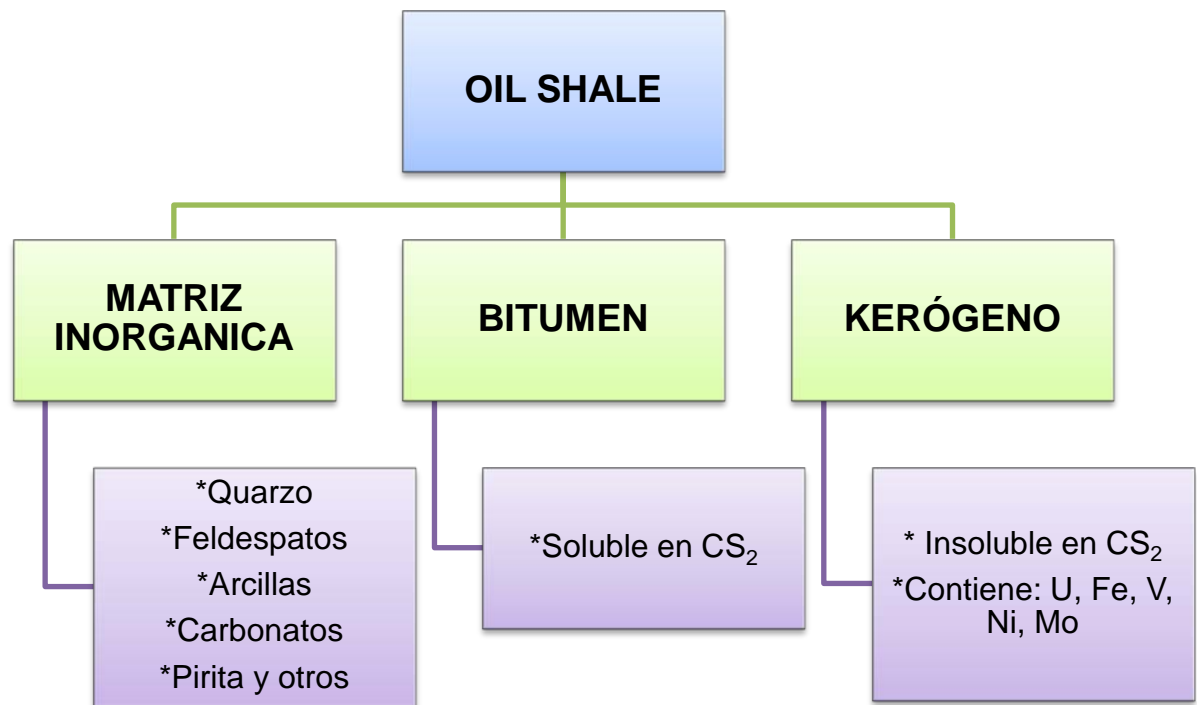 OIL SHALE
MATRIZ
INORGANICA
BITUMEN
KERÓGENO
*Quarzo
*Feldespatos
*Arcillas
*Carbonatos
*Pirita y otros
*Soluble en CS₂
* Insoluble en CS₂
*Contiene: U, Fe, V,
Ni, Mo